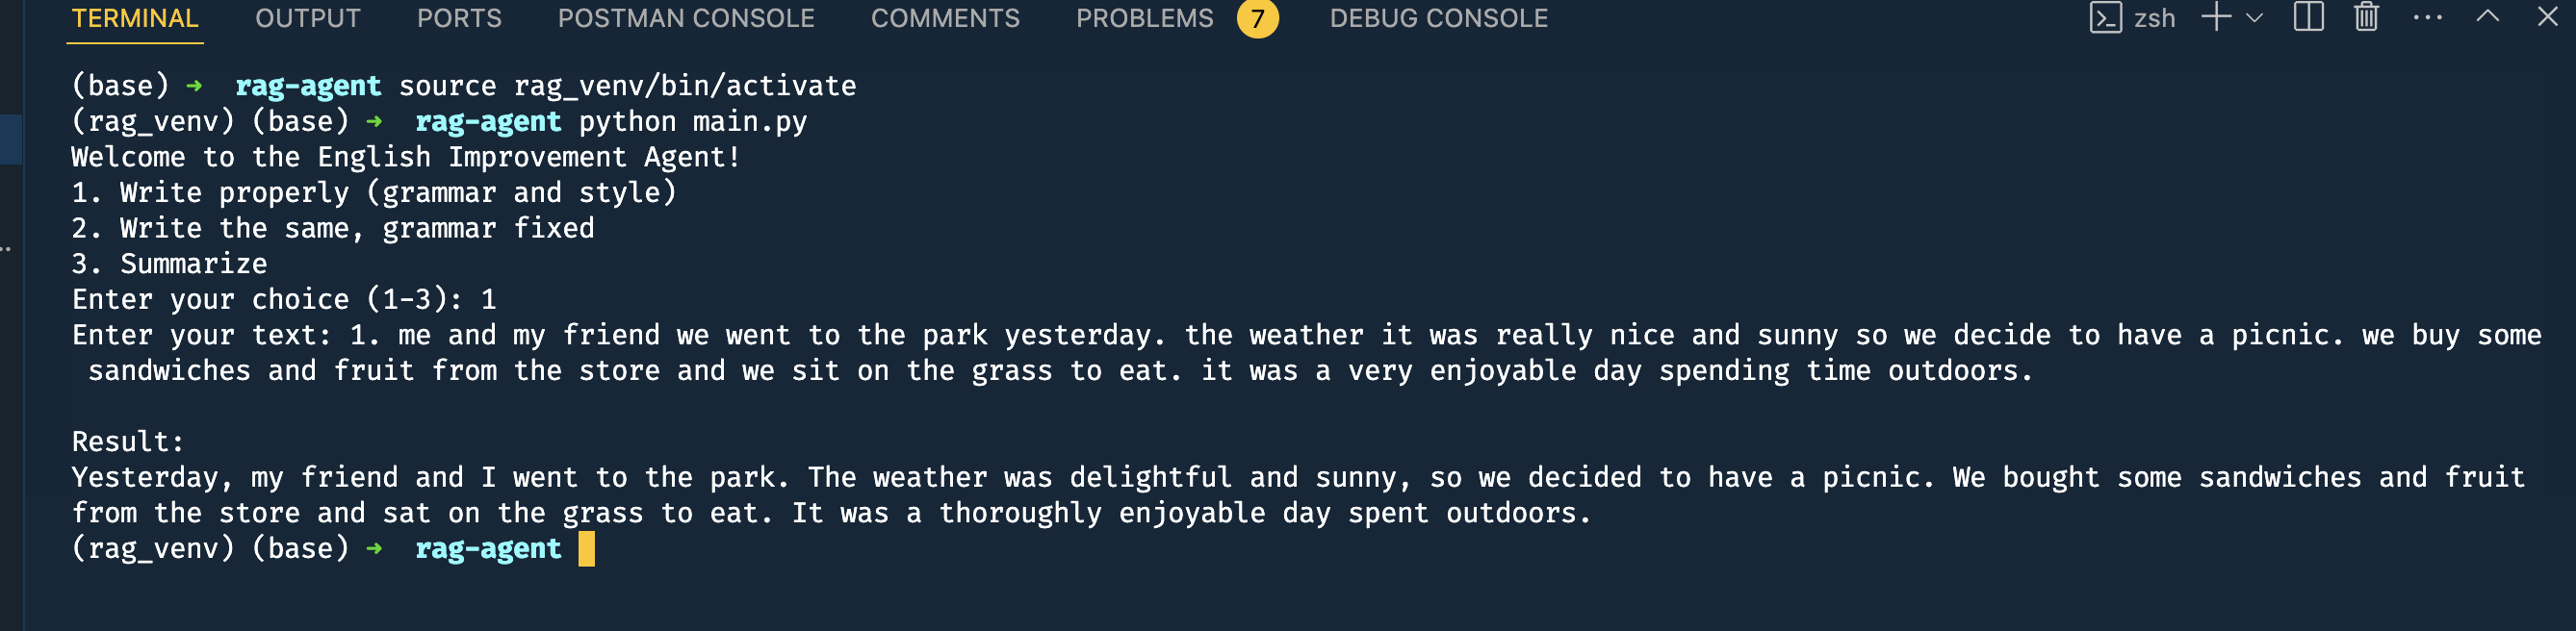 TERMINAL OUTPUT PORTS POSTMAN CONSOLE COMMENTS PROBLEMS 7 DEBUG CONSOLE zsh
(base) ➜ rag-agent source rag_venv/bin/activate
(rag_venv) (base) ➜ rag-agent python main.py
Welcome to the English Improvement Agent!
1. Write properly (grammar and style)
2. Write the same, grammar fixed
3. Summarize
Enter your choice (1-3): 1
Enter your text: 1. me and my friend we went to the park yesterday. the weather it was really nice and sunny so we decide to have a picnic. we buy some
sandwiches and fruit from the store and we sit on the grass to eat. it was a very enjoyable day spending time outdoors.
Result:
Yesterday, my friend and I went to the park. The weather was delightful and sunny, so we decided to have a picnic. We bought some sandwiches and fruit
from the store and sat on the grass to eat. It was a thoroughly enjoyable day spent outdoors.
(rag_venv) (base) ➜ rag-agent